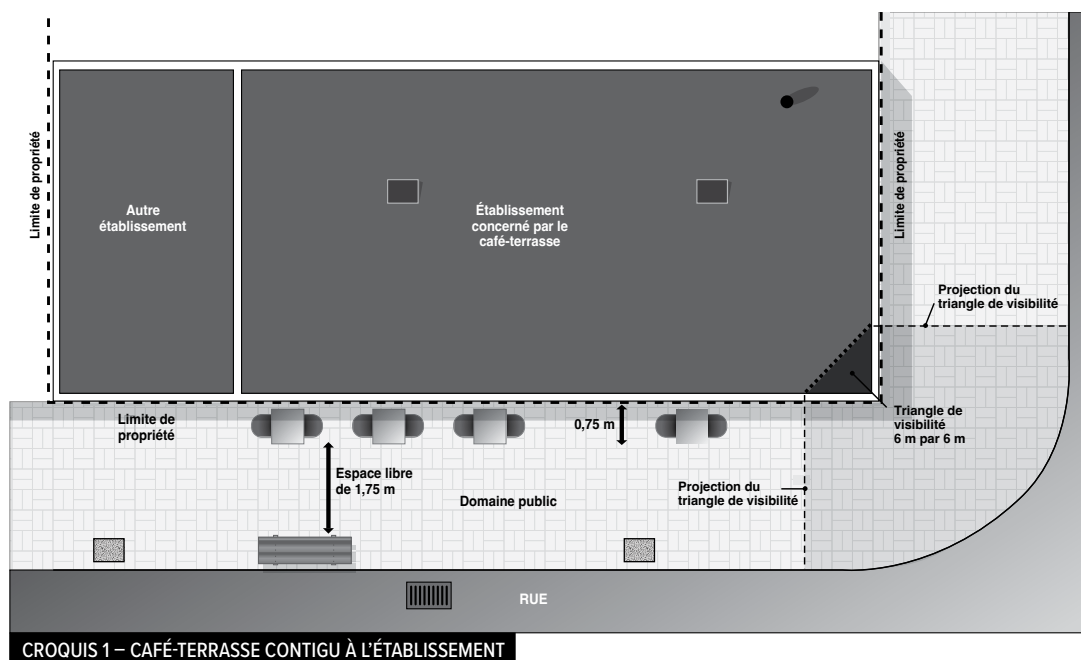 Limite de propriété
Autre
établissement
Établissement
concerné par le
café-terrasse
Limite de propriété
Projection du
triangle de visibilité
Limite de
propriété
0,75 m
Triangle de
visibilité
6 m par 6 m
Espace libre
de 1,75 m
Domaine public
Projection du
triangle de visibilité
RUE
CROQUIS 1 – CAFÉ-TERRASSE CONTIGU À L’ÉTABLISSEMENT